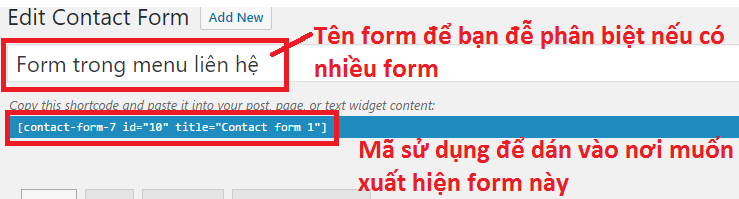 Edit Contact Form Add New
Tên form để bạn đễ phân biệt nếu có
nhiều form
Form trong menu liên hệ
Copy this shortcode and paste it into your post, page, or text widget content:
[contact-form-7 id="10" title="Contact form 1"]
Mã sử dụng để dán vào nơi muốn
xuất hiện form này